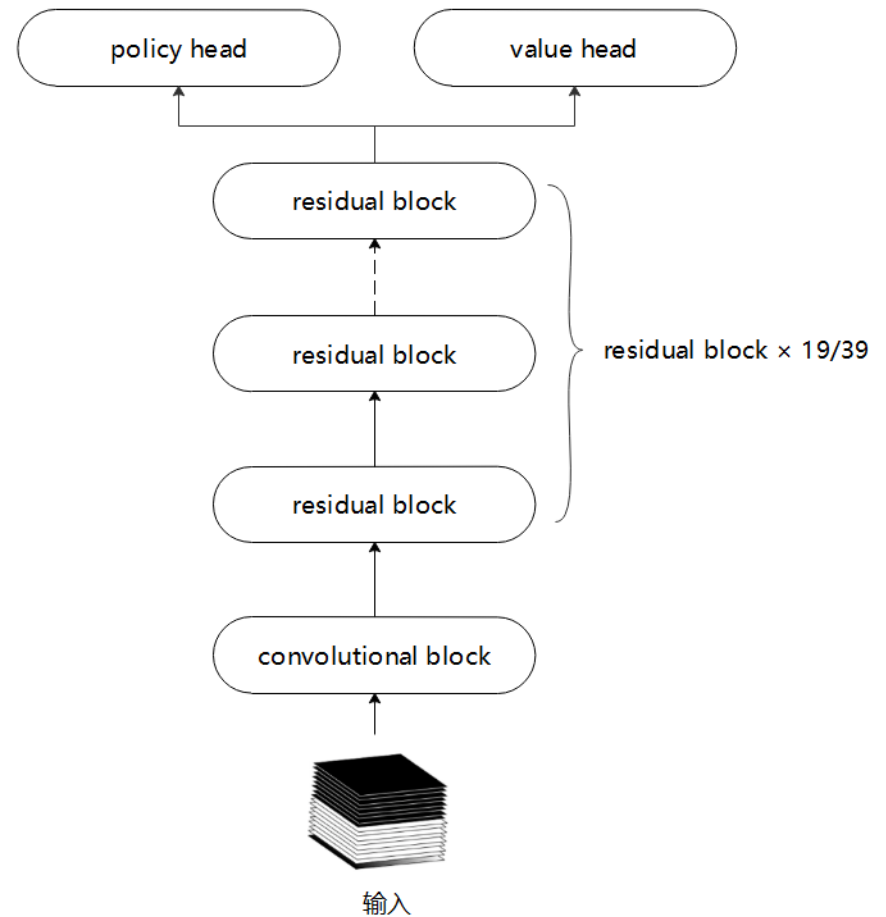 policy head
value head
residual block
residual block
residual block × 19/39
residual block
convolutional block
输入